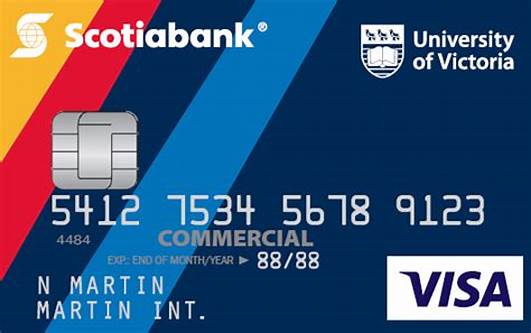 Scotiabank®
University
of Victoria
5412 7534 5678 9123
4484
COMMERCIAL
EXP.: END OF MONTH/YEAR ▶ 88/88
N MARTIN
MARTIN INT.
VISA